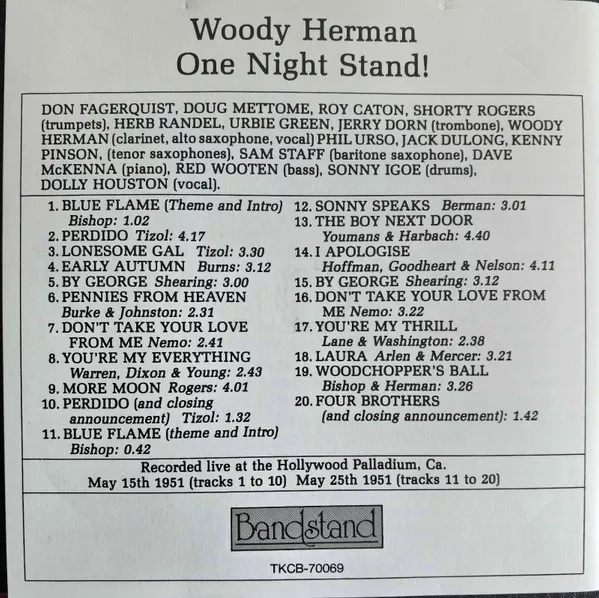 Woody Herman
One Night Stand!
DON FAGERQUIST, DOUG METTOME, ROY CATON, SHORTY ROGERS
(trumpets), HERB RANDEL, URBIE GREEN, JERRY DORN (trombone), WOODY
HERMAN (clarinet, alto saxophone, vocal) PHIL URSO, JACK DULONG, KENNY
PINSON, (tenor saxophones), SAM STAFF (baritone saxophone), DAVE
McKENNA (piano), RED WOOTEN (bass), SONNY IGOE (drums),
DOLLY HOUSTON (vocal).
1. BLUE FLAME (Theme and Intro)
Bishop: 1.02
2. PERDIDO Tizol: 4.17
3. LONESOME GAL Tizol: 3.30
4. EARLY AUTUMN Burns: 3.12
5. BY GEORGE Shearing: 3.00
6. PENNIES FROM HEAVEN
Burke & Johnston: 2.31
7. DON'T TAKE YOUR LOVE
FROM ME Nemo: 2.41
8. YOU'RE MY EVERYTHING
Warren, Dixon & Young: 2.43
9. MORE MOON Rogers: 4.01
10. PERDIDO (and closing
announcement) Tizol: 1.32
11. BLUE FLAME (theme and Intro)
Bishop: 0.42
12. SONNY SPEAKS Berman: 3.01
13. THE BOY NEXT DOOR
Youmans & Harbach: 4.40
14. I APOLOGISE
Hoffman, Goodheart & Nelson: 4.11
15. BY GEORGE Shearing: 3.12
16. DON'T TAKE YOUR LOVE FROM
ME Nemo: 3.22
17. YOU'RE MY THRILL
Lane & Washington: 2.38
18. LAURA Arlen & Mercer: 3.21
19. WOODCHOPPER'S BALL
Bishop & Herman: 3.26
20. FOUR BROTHERS
(and closing announcement): 1.42
Recorded live at the Hollywood Palladium, Ca.
May 15th 1951 (tracks 1 to 10) May 25th 1951 (tracks 11 to 20)
Bandstand
TKCB-70069